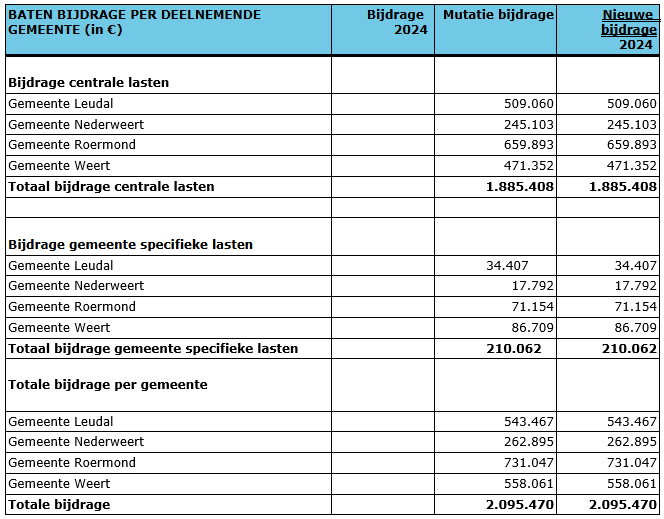 BATEN BIJDRAGE PER DEELNEMENDE GEMEENTE (in €) Bijdrage 2024 Mutatie bijdrage Nieuwe bijdrage 2024
Bijdrage centrale lasten
Gemeente Leudal 509.060 509.060
Gemeente Nederweert 245.103 245.103
Gemeente Roermond 659.893 659.893
Gemeente Weert 471.352 471.352
Totaal bijdrage centrale lasten 1.885.408 1.885.408
Bijdrage gemeente specifieke lasten
Gemeente Leudal 34.407 34.407
Gemeente Nederweert 17.792 17.792
Gemeente Roermond 71.154 71.154
Gemeente Weert 86.709 86.709
Totaal bijdrage gemeente specifieke lasten 210.062 210.062
Totale bijdrage per gemeente
Gemeente Leudal 543.467 543.467
Gemeente Nederweert 262.895 262.895
Gemeente Roermond 731.047 731.047
Gemeente Weert 558.061 558.061
Totale bijdrage 2.095.470 2.095.470